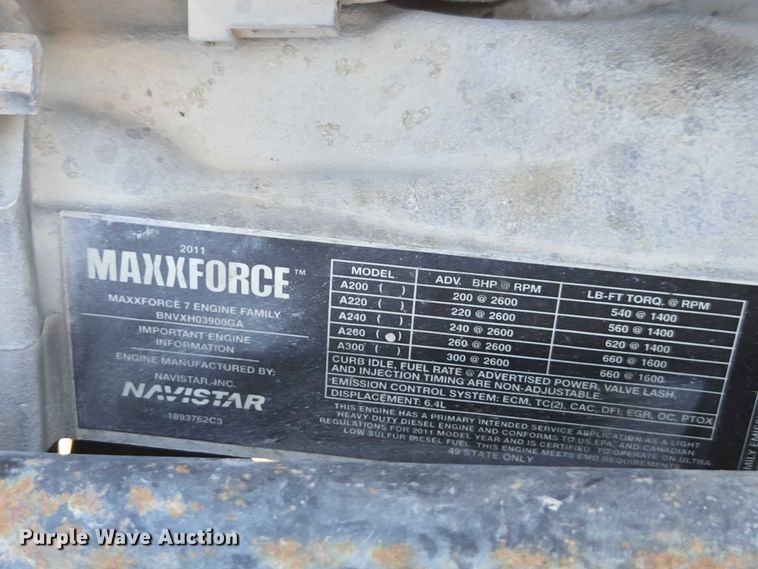 2011
MAXXFORCE™
MAXXFORCE 7 ENGINE FAMILY
BNVXH03900GA
IMPORTANT ENGINE
INFORMATION
ENGINE MANUFACTURED BY:
NAVISTAR, INC.
NAVISTAR
1893762C3
MODEL ADV. BHP @ RPM LB-FT TORQ. @ RPM
A200 ( ) 200 @ 2600 540 @ 1400
A220 ( ) 220 @ 2600 560 @ 1400
A240 ( ) 240 @ 2600 620 @ 1400
A260 (●) 260 @ 2600 660 @ 1600
A300 ( ) 300 @ 2600 660 @ 1600
CURB IDLE, FUEL RATE @ ADVERTISED POWER, VALVE LASH,
AND INJECTION TIMING ARE NON-ADJUSTABLE.
EMISSION CONTROL SYSTEM: ECM, TC(2), CAC, DFI, EGR, OC, PTOX
DISPLACEMENT: 6.4L
THIS ENGINE HAS A PRIMARY INTENDED SERVICE APPLICATION AS A LIGHT
HEAVY DUTY DIESEL ENGINE AND CONFORMS TO US EPA, AND CANADIAN
REGULATIONS FOR 2011 MODEL YEAR AND IS CERTIFIED TO OPERATE ON ULTRA
LOW SULFUR DIESEL FUEL. THIS ENGINE MEETS EMD REQUIREMENTS.
49 STATE ONLY
Purple Wave Auction